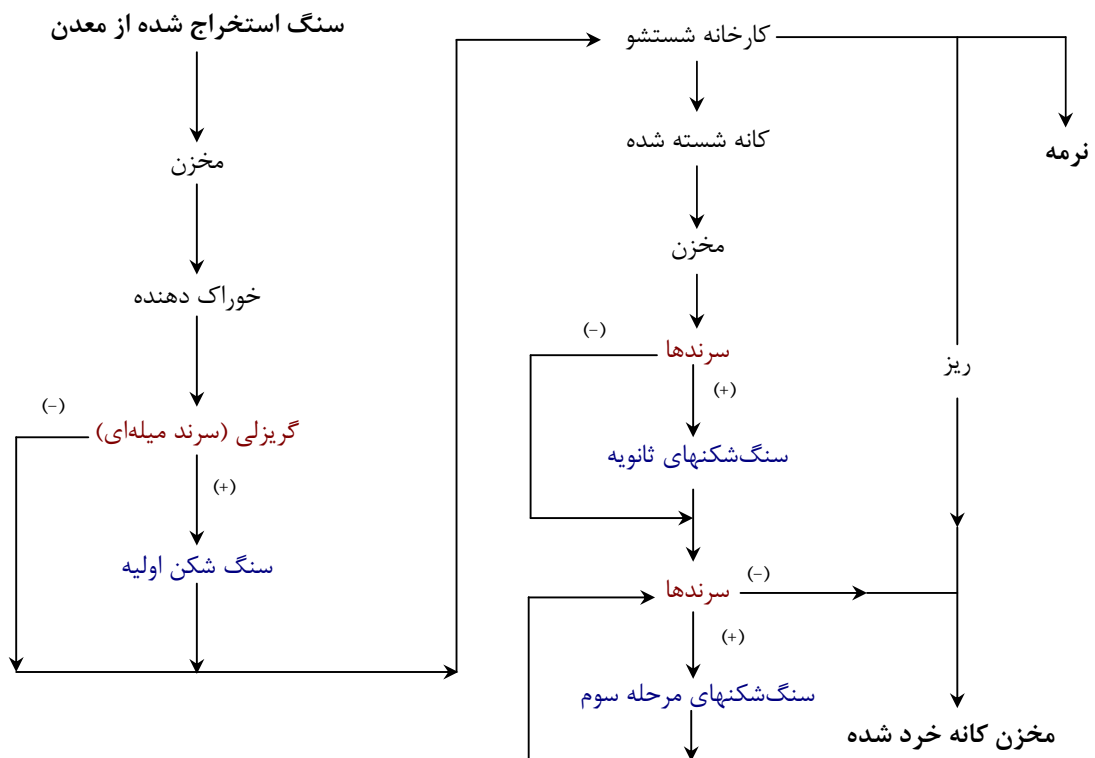 سنگ استخراج شده از معدن
مخزن
خوراک دهنده
(−)
گریزلی (سرند میله‌ای)
(+)
سنگ شکن اولیه
کارخانه شستشو
نرمه
کانه شسته شده
مخزن
(−)
سرندها
ریز
(+)
سنگ‌شکنهای ثانویه
سرندها
(−)
(+)
سنگ‌شکنهای مرحله سوم
مخزن کانه خرد شده